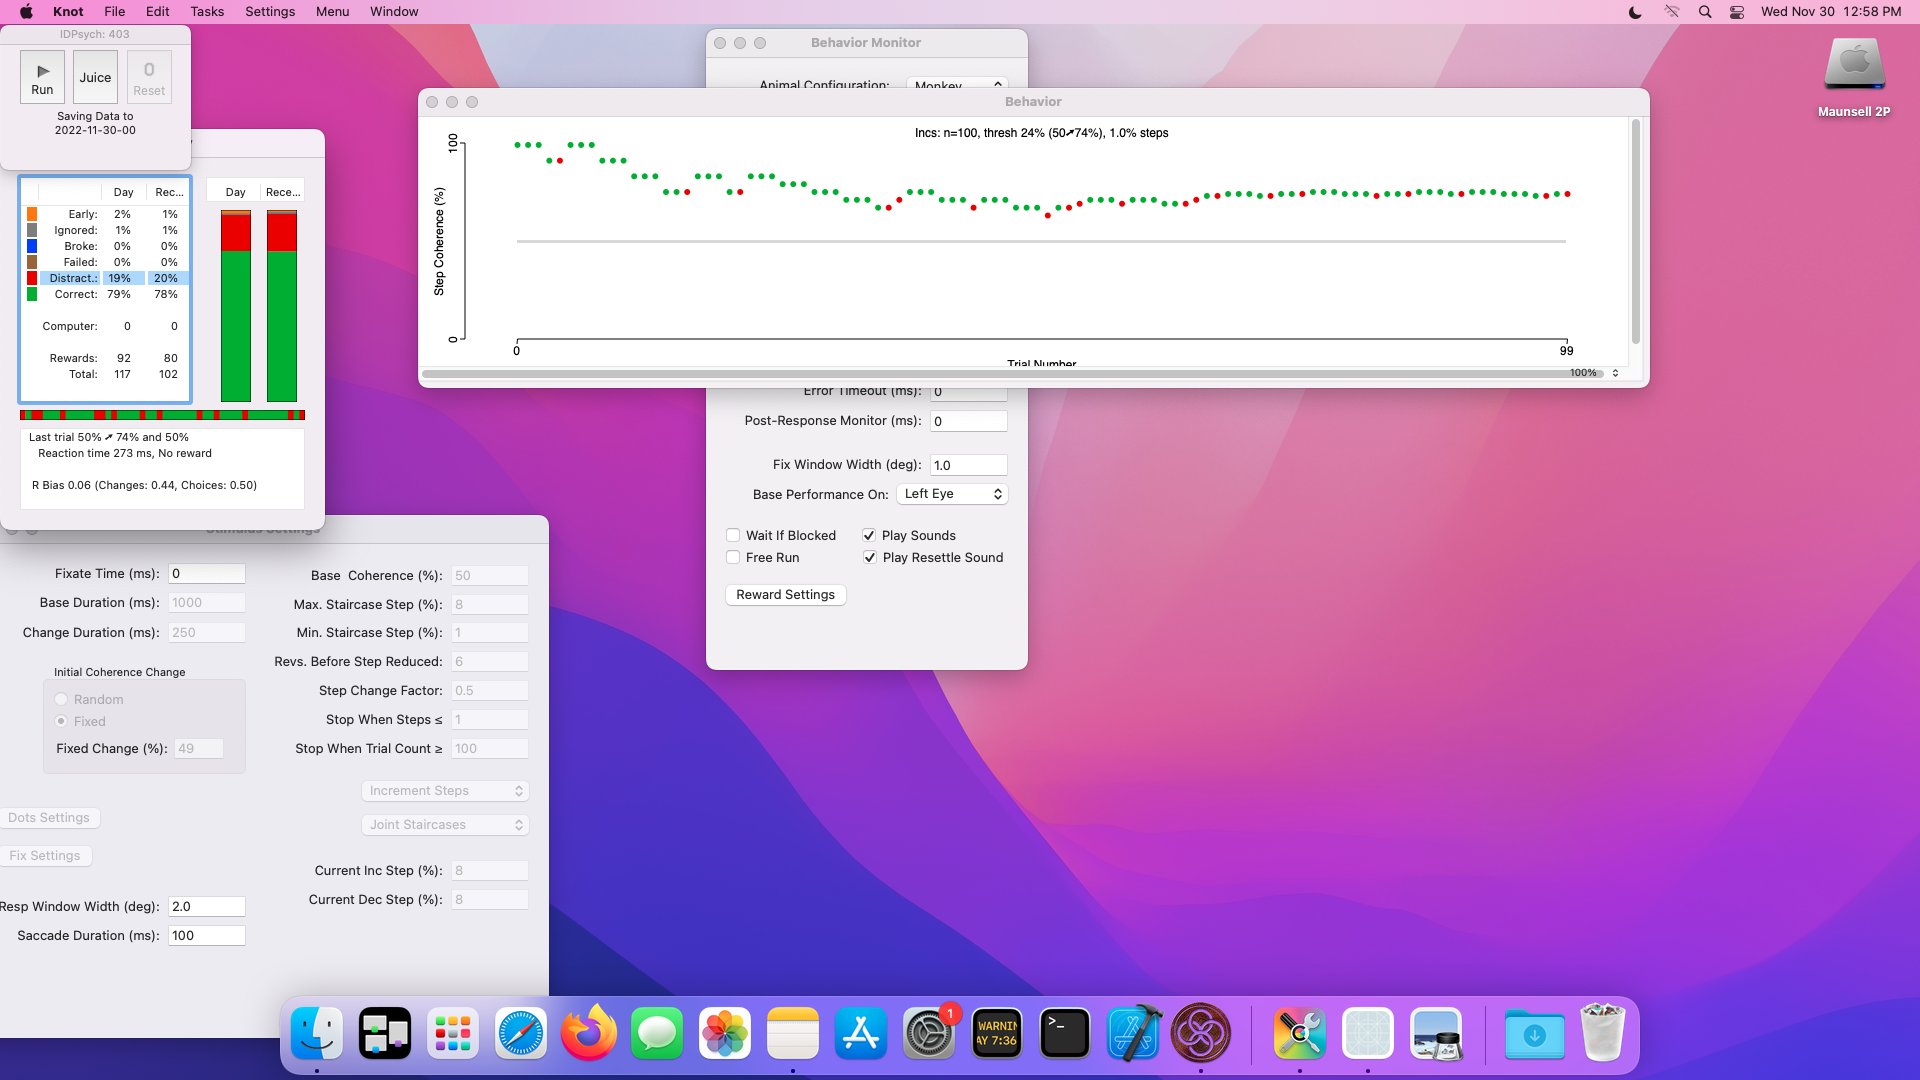 Knot File Edit Tasks Settings Menu Window
Wed Nov 30 12:58 PM
IDPsych: 403
Run
Juice
0
Reset
Saving Data to
2022-11-30-00
Day Rec... Day Rece...
Early: 2% 1%
Ignored: 1% 1%
Broke: 0% 0%
Failed: 0% 0%
Distract.: 19% 20%
Correct: 79% 78%
Computer: 0 0
Rewards: 92 80
Total: 117 102
Last trial 50% ➚ 74% and 50%
Reaction time 273 ms, No reward
R Bias 0.06 (Changes: 0.44, Choices: 0.50)
Behavior Monitor
Animal Configuration: Monkey
Behavior
Incs: n=100, thresh 24% (50➚74%), 1.0% steps
Step Coherence (%)
100
0
0
99
Trial Number
100%
Error Timeout (ms): 0
Post-Response Monitor (ms): 0
Fix Window Width (deg): 1.0
Base Performance On: Left Eye
Wait If Blocked
Play Sounds
Free Run
Play Resettle Sound
Reward Settings
Stimulus Settings
Fixate Time (ms): 0
Base Duration (ms): 1000
Change Duration (ms): 250
Initial Coherence Change
Random
Fixed
Fixed Change (%): 49
Dots Settings
Fix Settings
Resp Window Width (deg): 2.0
Saccade Duration (ms): 100
Base Coherence (%): 50
Max. Staircase Step (%): 8
Min. Staircase Step (%): 1
Revs. Before Step Reduced: 6
Step Change Factor: 0.5
Stop When Steps ≤ 1
Stop When Trial Count ≥ 100
Increment Steps
Joint Staircases
Current Inc Step (%): 8
Current Dec Step (%): 8
Maunsell 2P
1
WARNIN
AY 7:36
>_